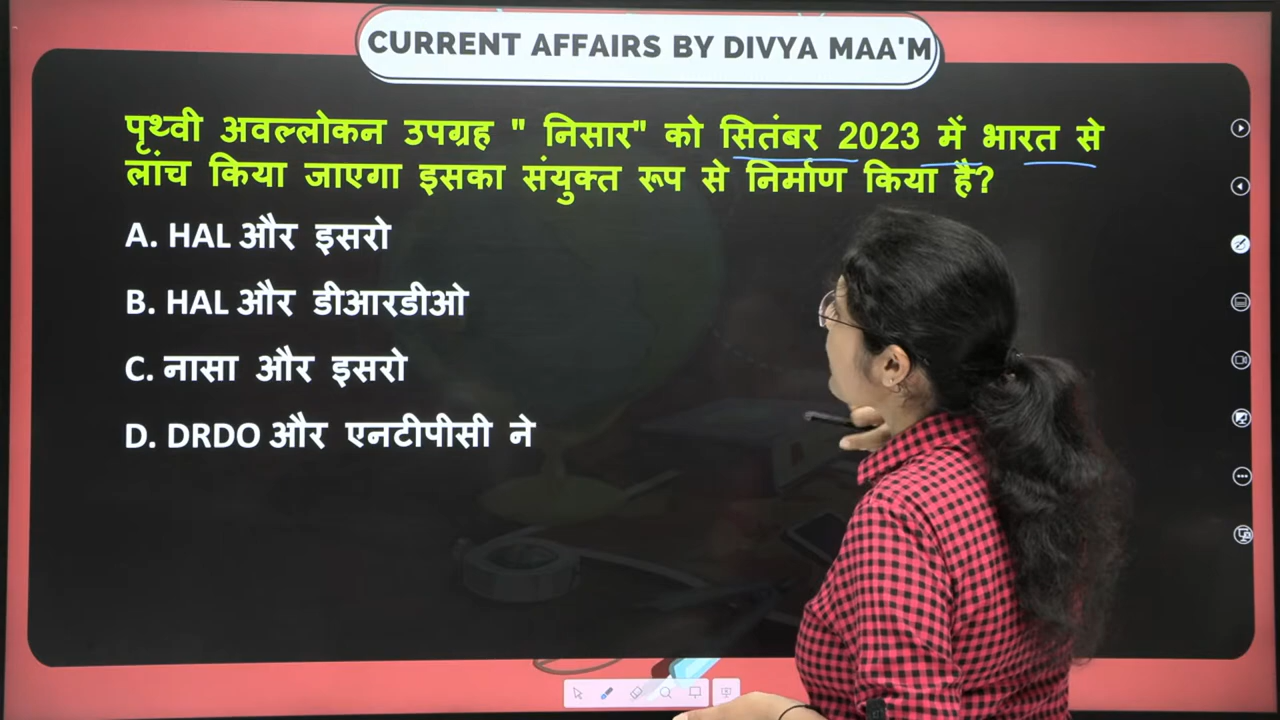 CURRENT AFFAIRS BY DIVYA MAA'M
पृथ्वी अवल्लोकन उपग्रह " निसार" को सितंबर 2023 में भारत से
लांच किया जाएगा इसका संयुक्त रूप से निर्माण किया है?
A. HAL और इसरो
B. HAL और डीआरडीओ
C. नासा और इसरो
D. DRDO और एनटीपीसी ने